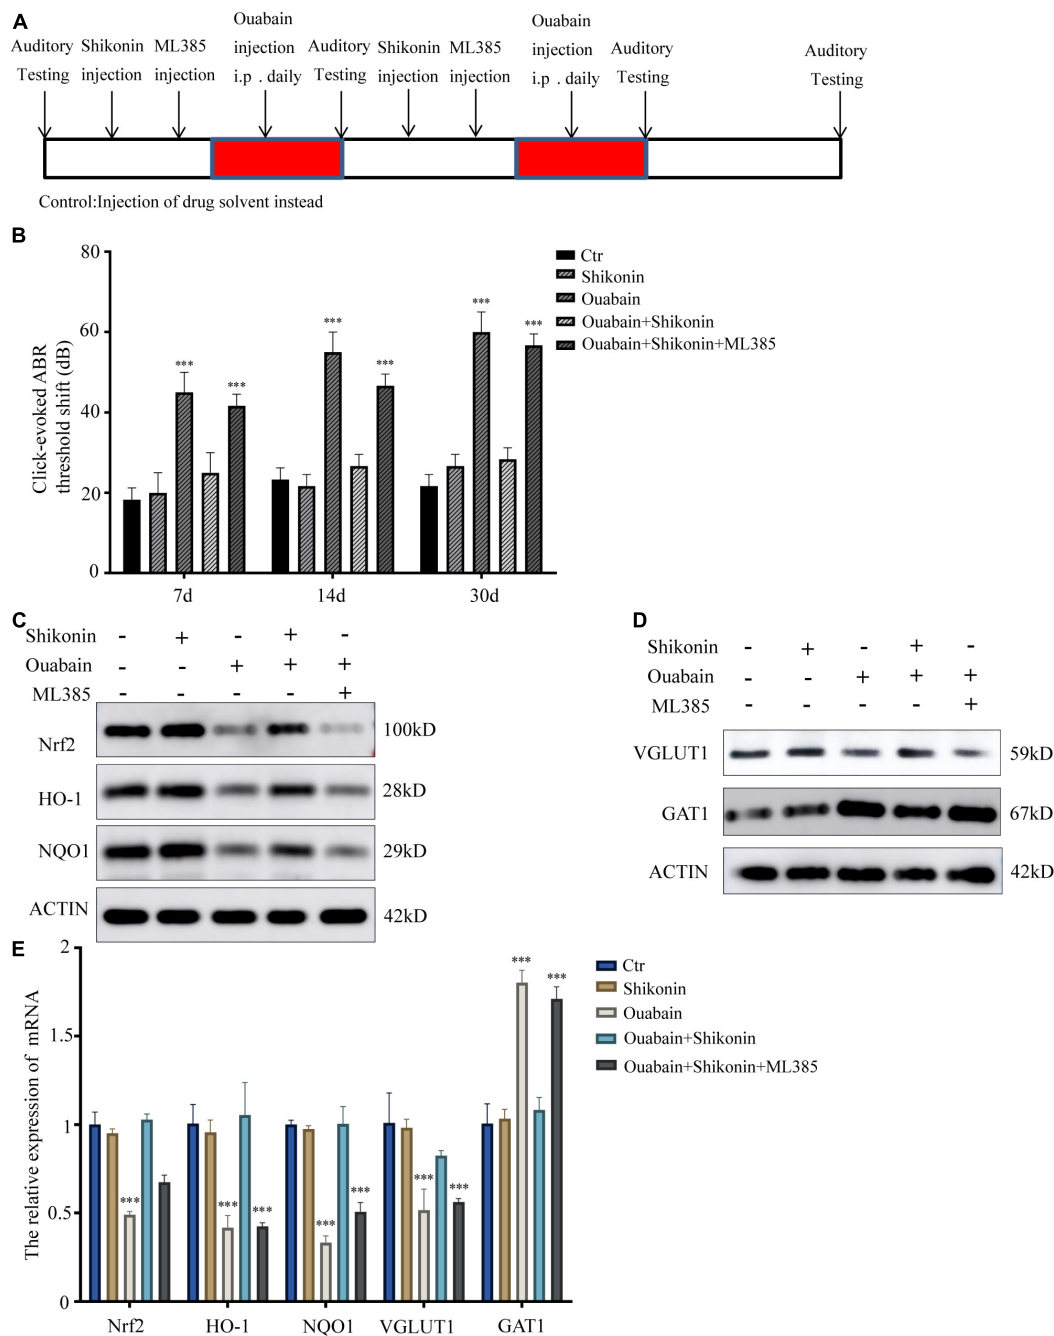 A
Auditory Testing
Shikonin injection
ML385 injection
Ouabain injection i.p . daily
Auditory Testing
Shikonin injection
ML385 injection
Ouabain injection i.p . daily
Auditory Testing
Auditory Testing
Control:Injection of drug solvent instead
B
Click-evoked ABR
threshold shift (dB)
80
60
40
20
0
***
***
***
***
***
***
7d 14d 30d
Ctr
Shikonin
Ouabain
Ouabain+Shikonin
Ouabain+Shikonin+ML385
C
Shikonin - + - + -
Ouabain - - + + +
ML385 - - - - +
Nrf2 100kD
HO-1 28kD
NQO1 29kD
ACTIN 42kD
D
Shikonin - + - + -
Ouabain - - + + +
ML385 - - - - +
VGLUT1 59kD
GAT1 67kD
ACTIN 42kD
E
The relative expression of mRNA
2
1.5
1
0.5
0
***
***
***
***
***
***
***
***
***
Nrf2 HO-1 NQO1 VGLUT1 GAT1
Ctr
Shikonin
Ouabain
Ouabain+Shikonin
Ouabain+Shikonin+ML385